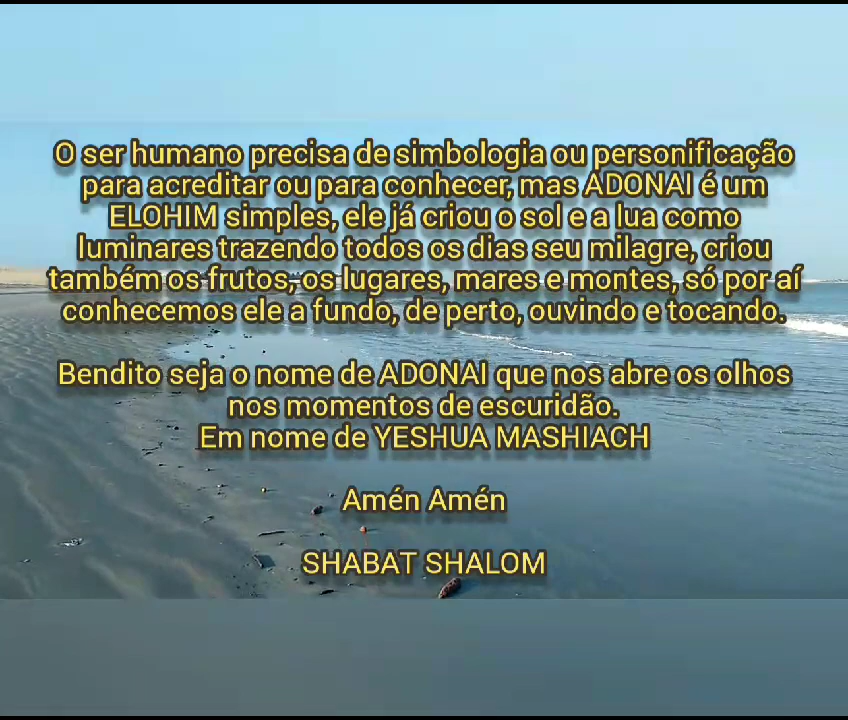 O ser humano precisa de simbologia ou personificação
para acreditar ou para conhecer, mas ADONAI é um
ELOHIM simples, ele já criou o sol e a lua como
luminares trazendo todos os dias seu milagre, criou
também os frutos, os lugares, mares e montes, só por aí
conhecemos ele a fundo, de perto, ouvindo e tocando.
Bendito seja o nome de ADONAI que nos abre os olhos
nos momentos de escuridão.
Em nome de YESHUA MASHIACH
Amén Amén
SHABAT SHALOM